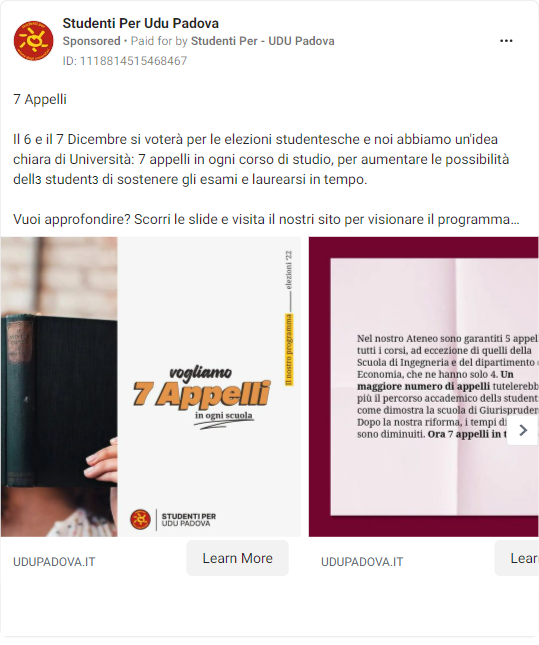 Studenti Per Udu Padova
Sponsored • Paid for by Studenti Per - UDU Padova
ID: 1118814515468467
7 Appelli
Il 6 e il 7 Dicembre si voterà per le elezioni studentesche e noi abbiamo un'idea
chiara di Università: 7 appelli in ogni corso di studio, per aumentare le possibilità
dellɜ studentɜ di sostenere gli esami e laurearsi in tempo.
Vuoi approfondire? Scorri le slide e visita il nostri sito per visionare il programma...
Il nostro programma elezioni '22
vogliamo
7 Appelli
in ogni scuola
STUDENTI PER
UDU PADOVA
Nel nostro Ateneo sono garantiti 5 appel
tutti i corsi, ad eccezione di quelli della
Scuola di Ingegneria e del dipartimento
Economia, che ne hanno solo 4. Un
maggiore numero di appelli tutelerebb
più il percorso accademico dellɜ student
come dimostra la scuola di Giurispruden
Dopo la nostra riforma, i tempi di
sono diminuiti. Ora 7 appelli in t
UDUPADOVA.IT
Learn More
UDUPADOVA.IT
Lear